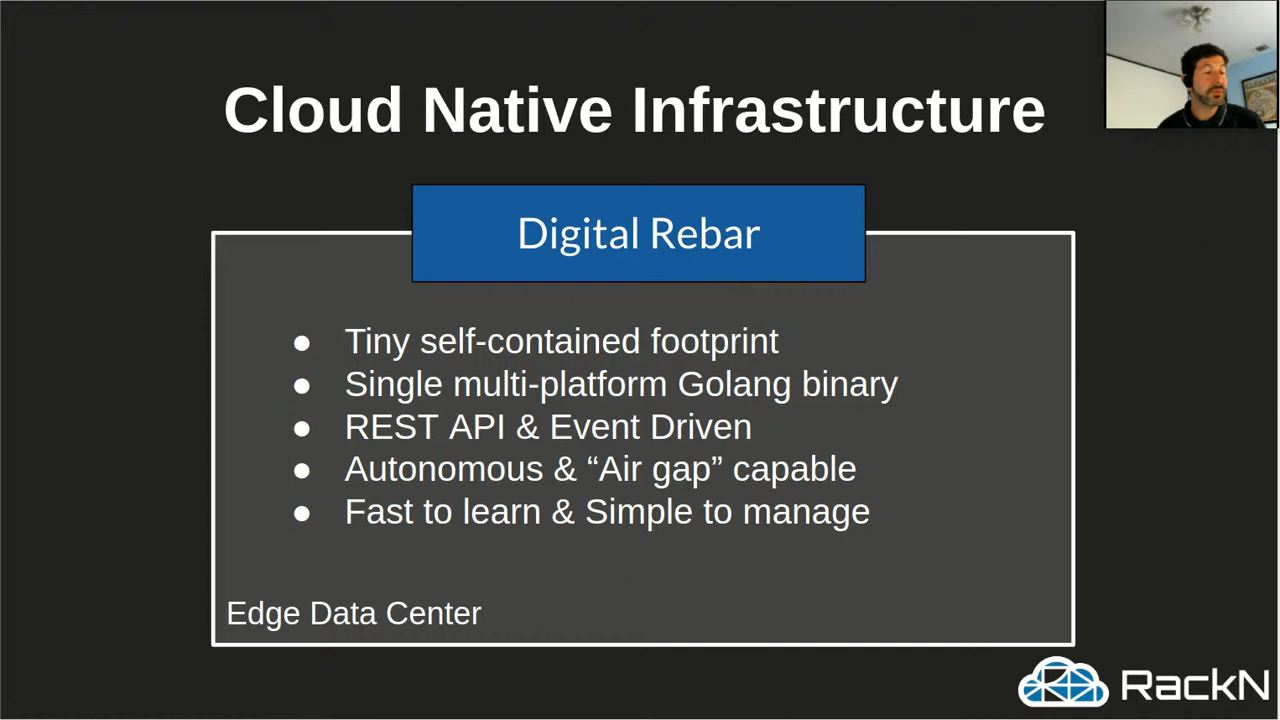 Cloud Native Infrastructure
Digital Rebar
● Tiny self-contained footprint
● Single multi-platform Golang binary
● REST API & Event Driven
● Autonomous & “Air gap” capable
● Fast to learn & Simple to manage
Edge Data Center
RackN